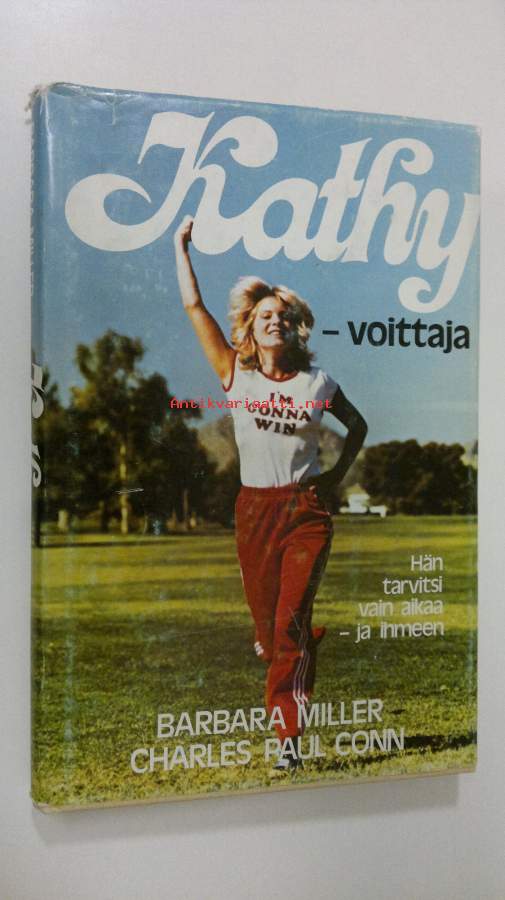 Kathy
– voittaja
I'M
GONNA
WIN
Antikvariaatti.net
Hän
tarvitsi
vain aikaa
– ja ihmeen
BARBARA MILLER
CHARLES PAUL CONN